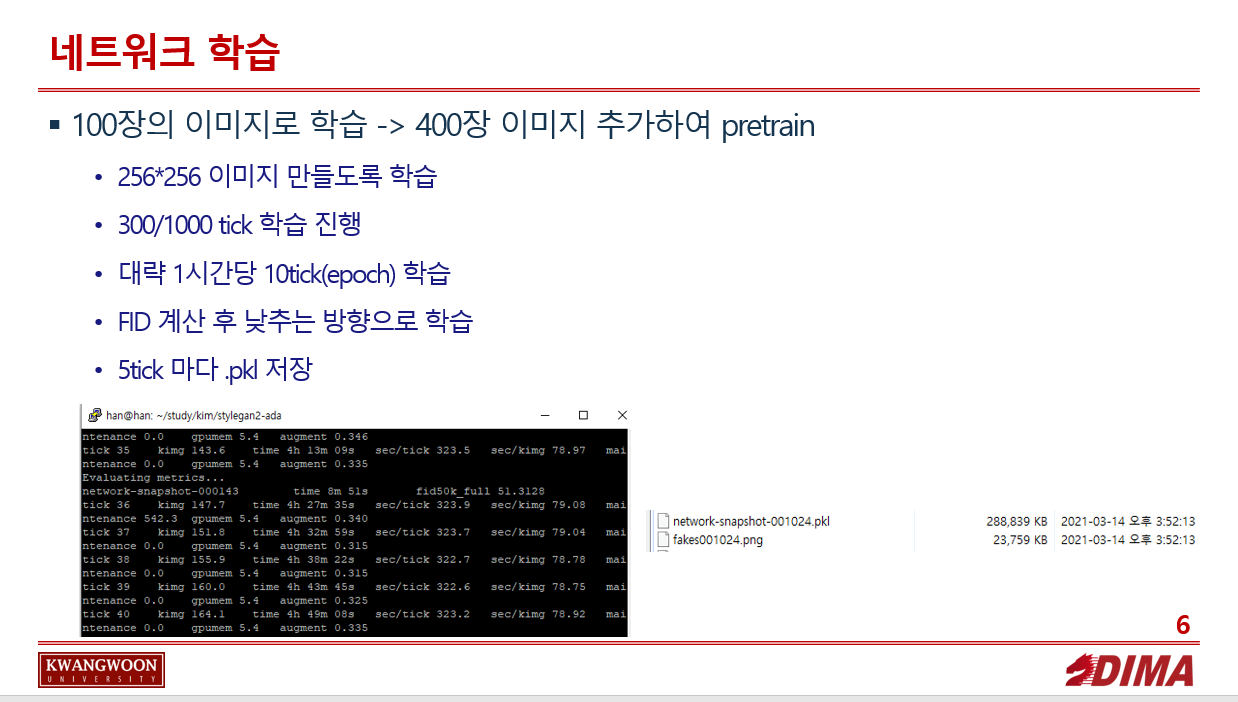 네트워크 학습
100장의 이미지로 학습 -> 400장 이미지 추가하여 pretrain
256*256 이미지 만들도록 학습
300/1000 tick 학습 진행
대략 1시간당 10tick(epoch) 학습
FID 계산 후 낮추는 방향으로 학습
5tick 마다 .pkl 저장
han@han: ~/study/kim/stylegan2-ada
ntenance 0.0 gpumem 5.4 augment 0.346
tick 35 kimg 143.6 time 4h 13m 09s sec/tick 323.5 sec/kimg 78.97 mai
ntenance 0.0 gpumem 5.4 augment 0.335
Evaluating metrics...
network-snapshot-000143 time 8m 51s fid50k_full 51.3128
tick 36 kimg 147.7 time 4h 27m 35s sec/tick 323.9 sec/kimg 79.08 mai
ntenance 542.3 gpumem 5.4 augment 0.340
tick 37 kimg 151.8 time 4h 32m 59s sec/tick 323.7 sec/kimg 79.04 mai
ntenance 0.0 gpumem 5.4 augment 0.315
tick 38 kimg 155.9 time 4h 38m 22s sec/tick 322.7 sec/kimg 78.78 mai
ntenance 0.0 gpumem 5.4 augment 0.315
tick 39 kimg 160.0 time 4h 43m 45s sec/tick 322.6 sec/kimg 78.75 mai
ntenance 0.0 gpumem 5.4 augment 0.325
tick 40 kimg 164.1 time 4h 49m 08s sec/tick 323.2 sec/kimg 78.92 mai
ntenance 0.0 gpumem 5.4 augment 0.335
network-snapshot-001024.pkl 288,839 KB 2021-03-14 오후 3:52:13
fakes001024.png 23,759 KB 2021-03-14 오후 3:52:13
6
KWANGWOON
UNIVERSITY
DIMA